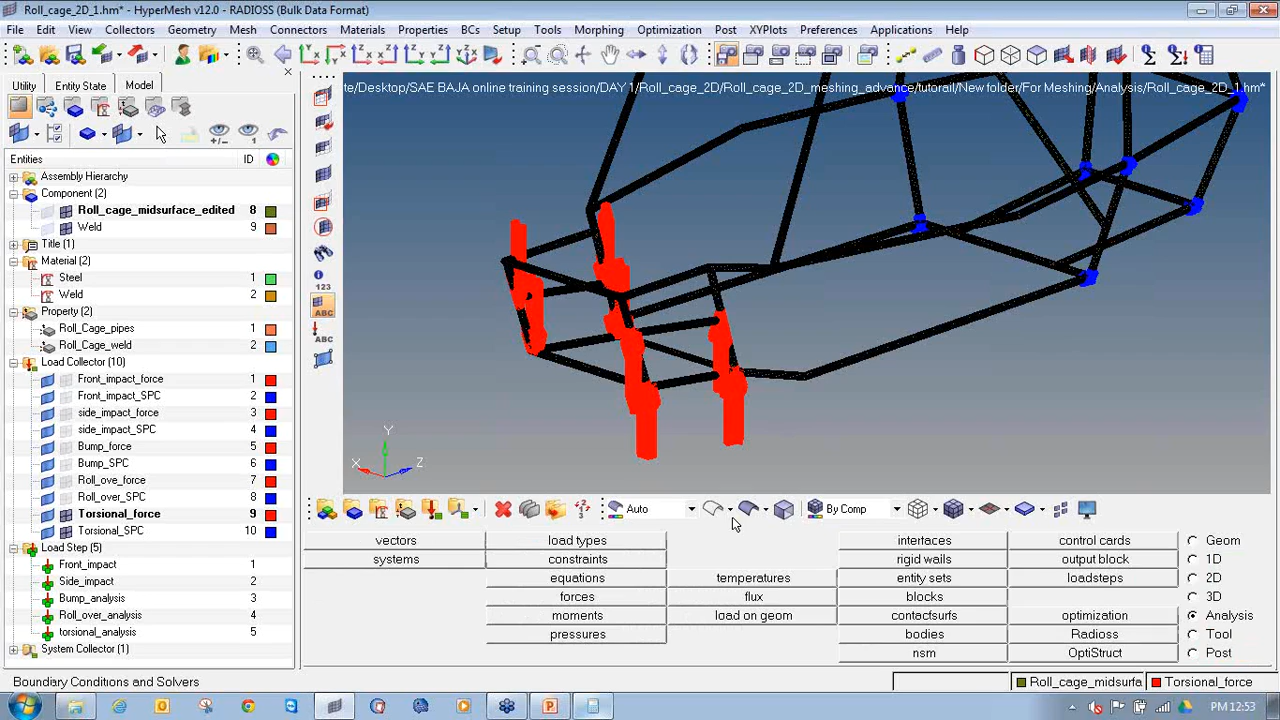 Roll_cage_2D_1.hm* - HyperMesh v12.0 - RADIOSS (Bulk Data Format)
File Edit View Collectors Geometry Mesh Connectors Materials Properties BCs Setup Tools Morphing Optimization Post XYPlots Preferences Applications Help
Utility Entity State Model
te/Desktop/SAE BAJA online training session/DAY 1/Roll_cage_2D/Roll_cage_2D_meshing_advance/tutorail/New folder/For Meshing/Analysis/Roll_cage_2D_1.hm*
Entities ID
Assembly Hierarchy
Component (2)
Roll_cage_midsurface_edited 8
Weld 9
Title (1)
Material (2)
Steel 1
Weld 2
Property (2)
Roll_Cage_pipes 1
Roll_Cage_weld 2
Load Collector (10)
Front_impact_force 1
Front_impact_SPC 2
side_impact_force 3
side_impact_SPC 4
Bump_force 5
Bump_SPC 6
Roll_ove_force 7
Roll_over_SPC 8
Torsional_force 9
Torsional_SPC 10
Load Step (5)
Front_impact 1
Side_impact 2
Bump_analysis 3
Roll_over_analysis 4
torsional_analysis 5
System Collector (1)
123
ABC
ABC
Y
X Z
Auto By Comp
vectors load types interfaces control cards Geom
systems constraints rigid walls output block 1D
equations temperatures entity sets loadsteps 2D
forces flux blocks 3D
moments load on geom contactsurfs optimization Analysis
pressures bodies Radioss Tool
nsm OptiStruct Post
Boundary Conditions and Solvers Roll_cage_midsurfa Torsional_force
PM 12:53